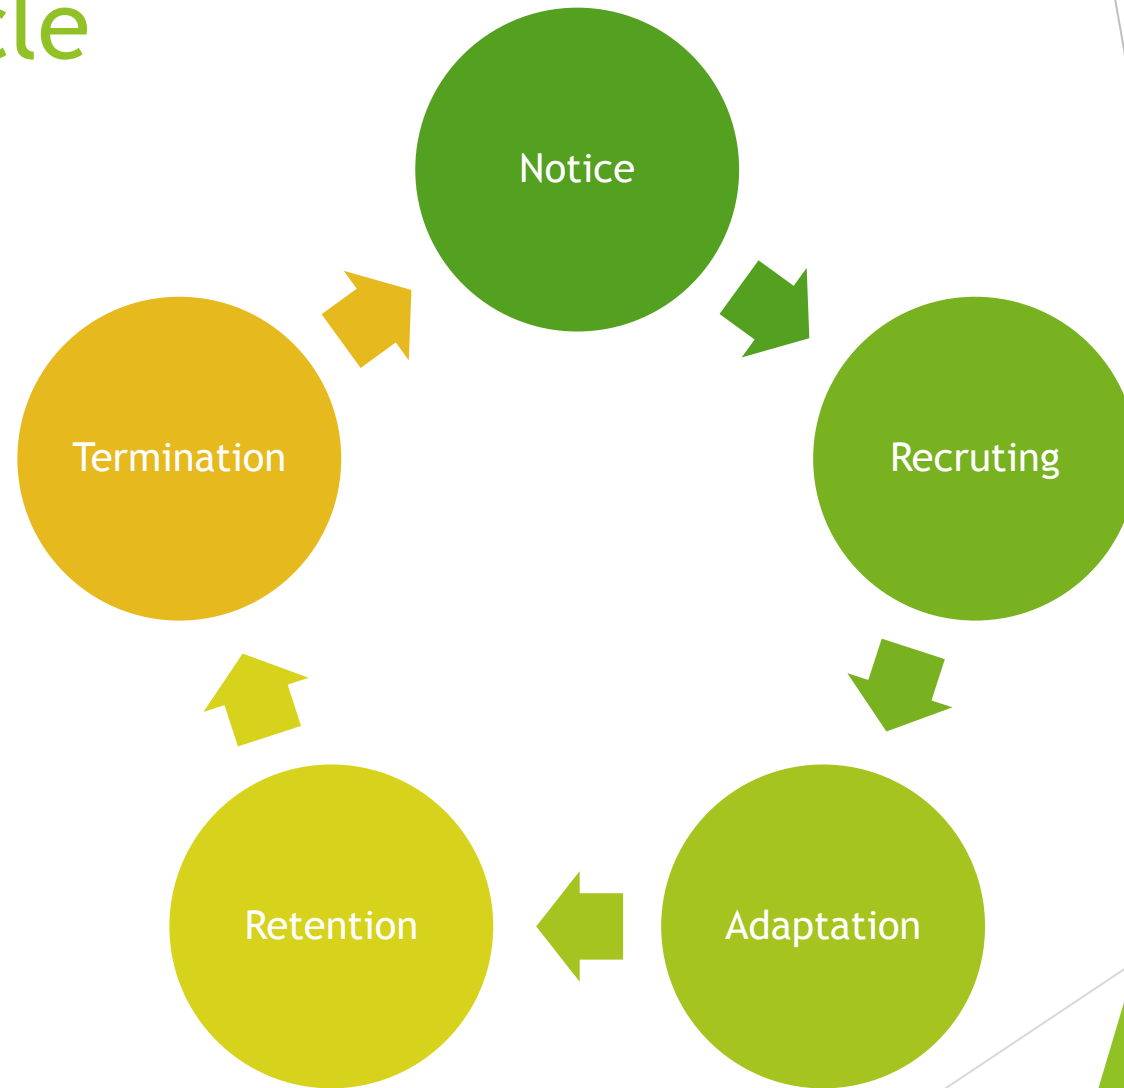 cle
Notice
Recruting
Adaptation
Retention
Termination